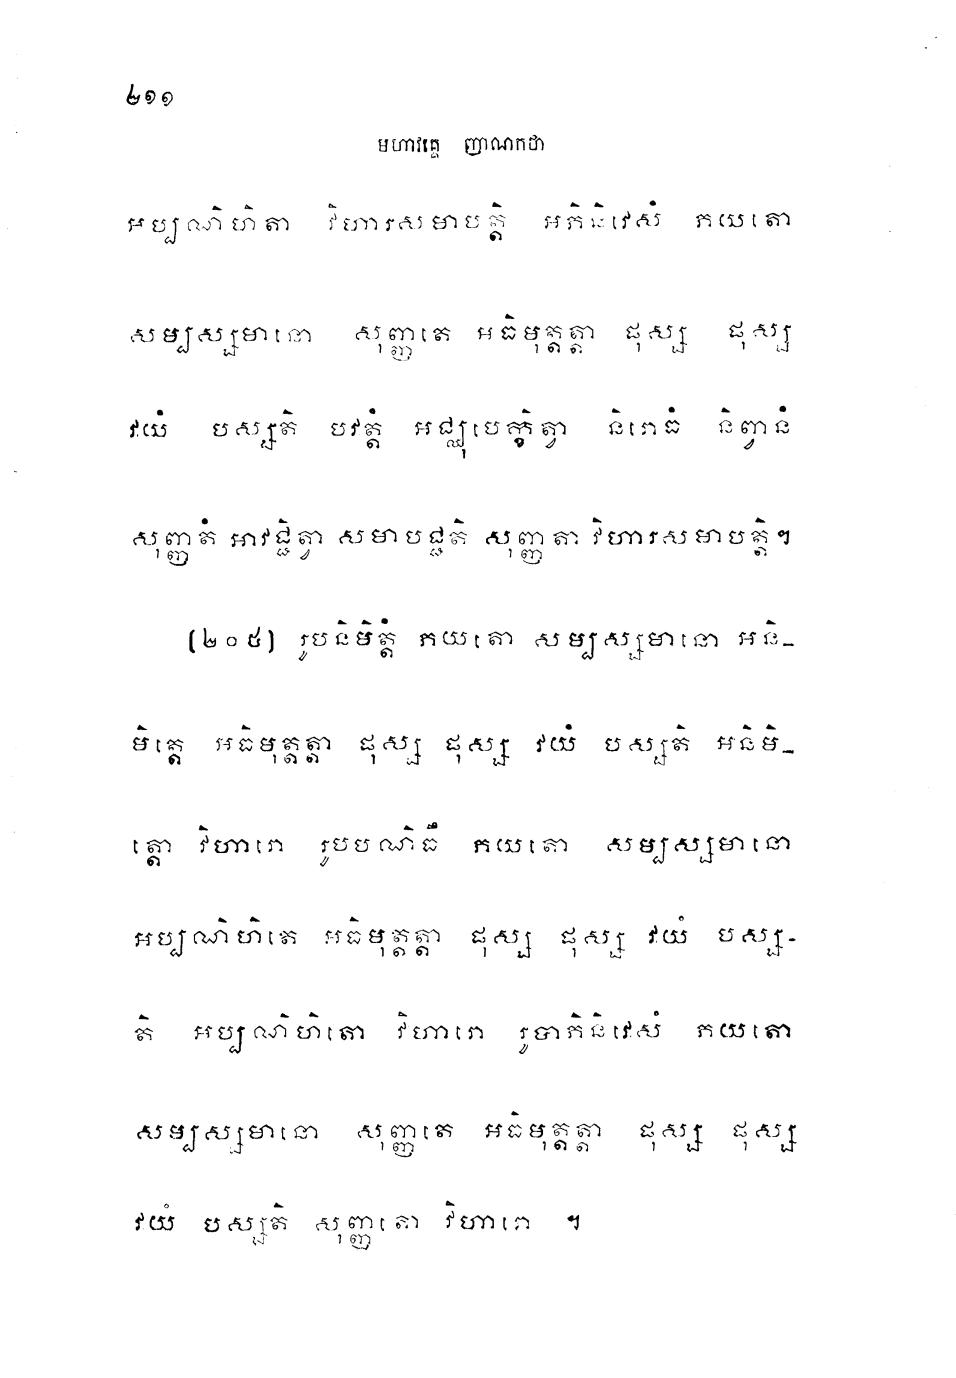 ២១១
មហាវគ្គេ ញាណកថា
អប្បណិហិតា វិហារសមាបត្តិ អភិនិវេសំ ភយតោ
សម្បស្សមានោ សុញ្ញតេ អធិមុត្តត្តា ផុស្ស ផុស្ស
វយំ បស្សតិ បវត្តំ អជ្ឈុបេក្ខិត្វា និរោធំ និព្វានំ
សុញ្ញតំ អាវជ្ជិត្វា សមាបជ្ជតិ សុញ្ញតា វិហារសមាបត្តិ។
(២០៥) រូបនិមិត្តំ ភយតោ សម្បស្សមានោ អនិ-
មិត្តេ អធិមុត្តត្តា ផុស្ស ផុស្ស វយំ បស្សតិ អនិមិ-
ត្តោ វិហារោ រូបបណិធឹ ភយតោ សម្បស្សមានោ
អប្បណិហិតេ អធិមុត្តត្តា ផុស្ស ផុស្ស វយំ បស្ស-
តិ អប្បណិហិតោ វិហារោ រូបាភិនិវេសំ ភយតោ
សម្បស្សមានោ សុញ្ញតេ អធិមុត្តត្តា ផុស្ស ផុស្ស
វយំ បស្សតិ សុញ្ញតោ វិហារោ ។